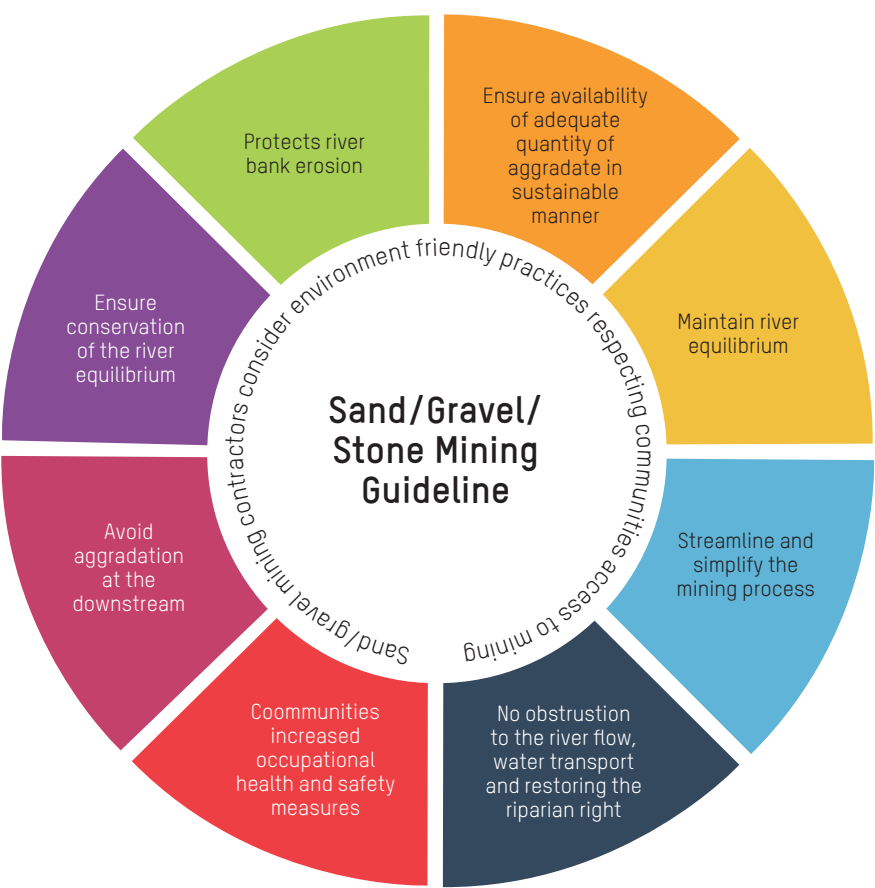 Sand/Gravel/
Stone Mining
Guideline
Sand/gravel mining contractors consider environment friendly practices respecting communities access to mining
Ensure availability
of adequate
quantity of
aggradate in
sustainable
manner
Maintain river
equilibrium
Streamline and
simplify the
mining process
No obstrustion
to the river flow,
water transport
and restoring the
riparian right
Coommunities
increased
occupational
health and safety
measures
Avoid
aggradation
at the
downstream
Ensure
conservation
of the river
equilibrium
Protects river
bank erosion